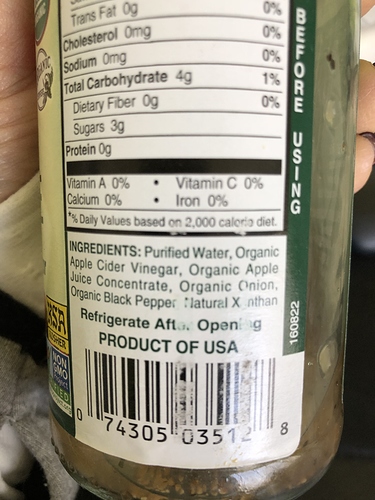 Trans Fat 0g 0%
Cholesterol 0mg 0%
Sodium 0mg 0%
Total Carbohydrate 4g 1%
Dietary Fiber 0g 0%
Sugars 3g
Protein 0g
Vitamin A 0% • Vitamin C 0%
Calcium 0% • Iron 0%
*% Daily Values based on 2,000 calorie diet.
INGREDIENTS: Purified Water, Organic
Apple Cider Vinegar, Organic Apple
Juice Concentrate, Organic Onion,
Organic Black Pepper Natural Xanthan
Refrigerate After Opening
PRODUCT OF USA
0 74305 03512 8
BEFORE USING
160822
NON
GMO